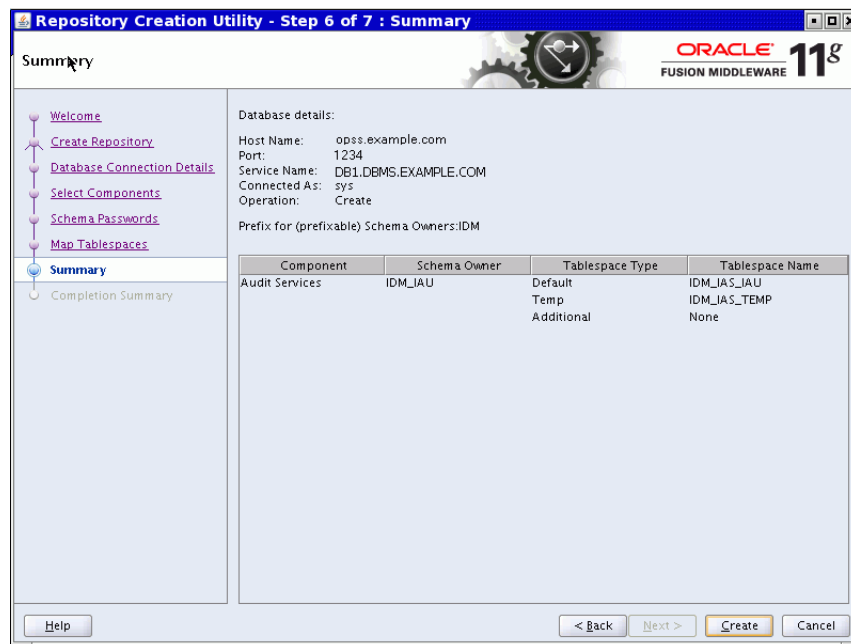 Repository Creation Utility - Step 6 of 7 : Summary
Summary
ORACLE
FUSION MIDDLEWARE 11g
Welcome
Create Repository
Database Connection Details
Select Components
Schema Passwords
Map Tablespaces
Summary
Completion Summary
Database details:
Host Name: opss.example.com
Port: 1234
Service Name: DB1.DBMS.EXAMPLE.COM
Connected As: sys
Operation: Create
Prefix for (prefixable) Schema Owners:IDM
Component Schema Owner Tablespace Type Tablespace Name
Audit Services IDM_IAU Default IDM_IAS_IAU
Temp IDM_IAS_TEMP
Additional None
Help < Back Next > Create Cancel